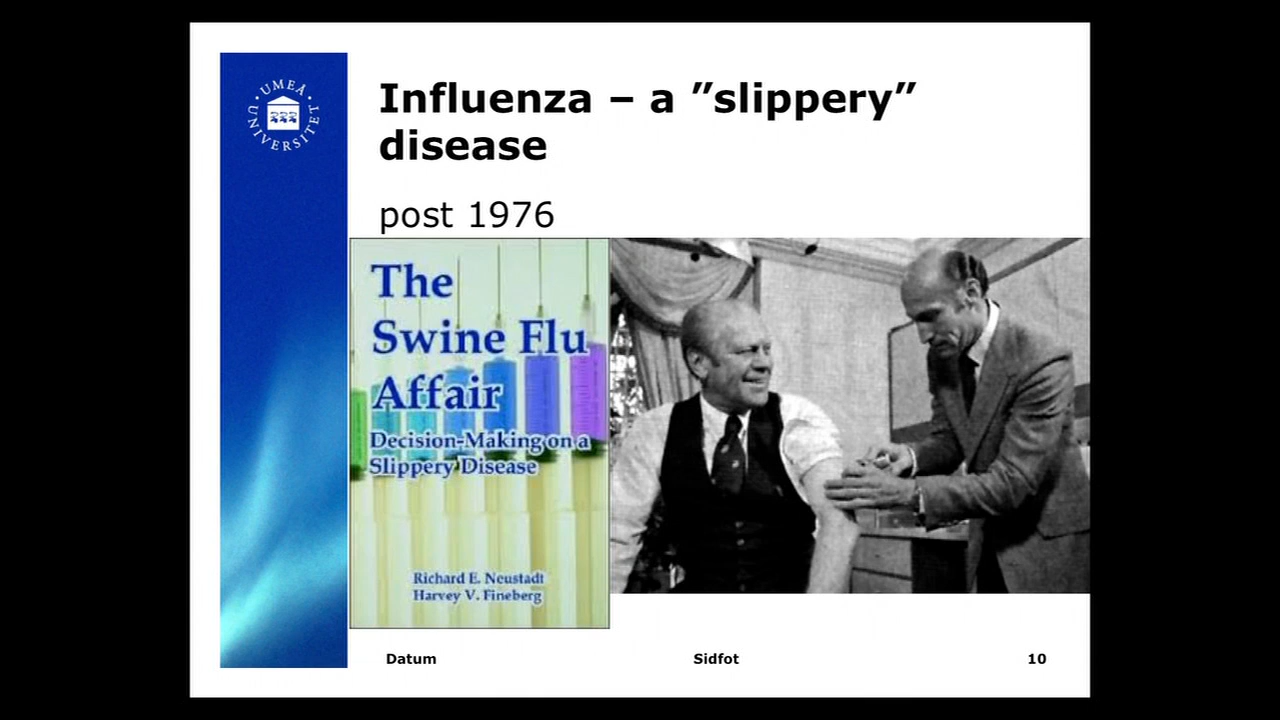 UMEÅ UNIVERSITET
Influenza – a ”slippery”
disease
post 1976
The
Swine Flu
Affair
Decision-Making on a
Slippery Disease
Richard E. Neustadt
Harvey V. Fineberg
Datum
Sidfot
10